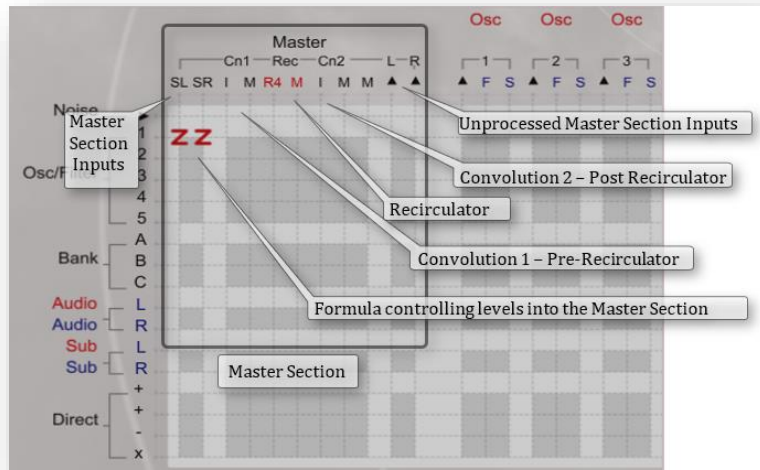 Osc Osc Osc
Master
Cn1 Rec Cn2 L R 1 2 3
SL SR I M R4 M I M M ▲ ▲ ▲ F S ▲ F S ▲ F S
Noise
Master
Section
Inputs
Unprocessed Master Section Inputs
1 Z Z
2
Convolution 2 – Post Recirculator
Osc/Filter 3
4
Recirculator
5
A
Bank B
Convolution 1 – Pre-Recirculator
C
Audio L
Formula controlling levels into the Master Section
Audio R
Sub L
Sub R
Master Section
+
Direct +
-
x